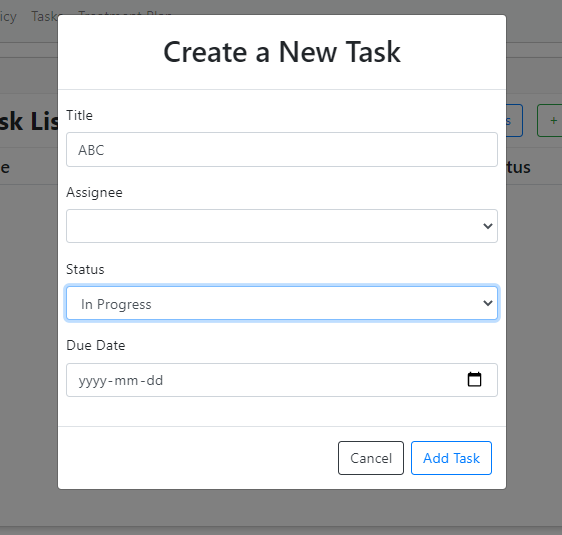 icy Tasks Treatment Plan
Create a New Task
sk Lis
s
+
e
tus
Title
ABC
Assignee
Status
In Progress
Due Date
yyyy-mm-dd
Cancel
Add Task